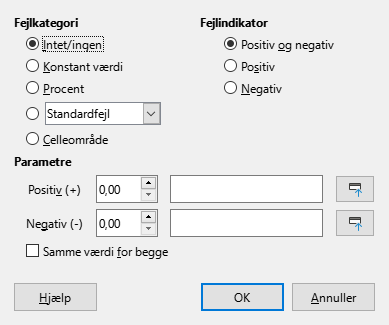 Fejlkategori
Fejlindikator
Intet/ingen
Positiv og negativ
Konstant værdi
Positiv
Procent
Negativ
Standardfejl
Celleområde
Parametre
Positiv (+) 0,00
Negativ (-) 0,00
Samme værdi for begge
Hjælp OK Annuller